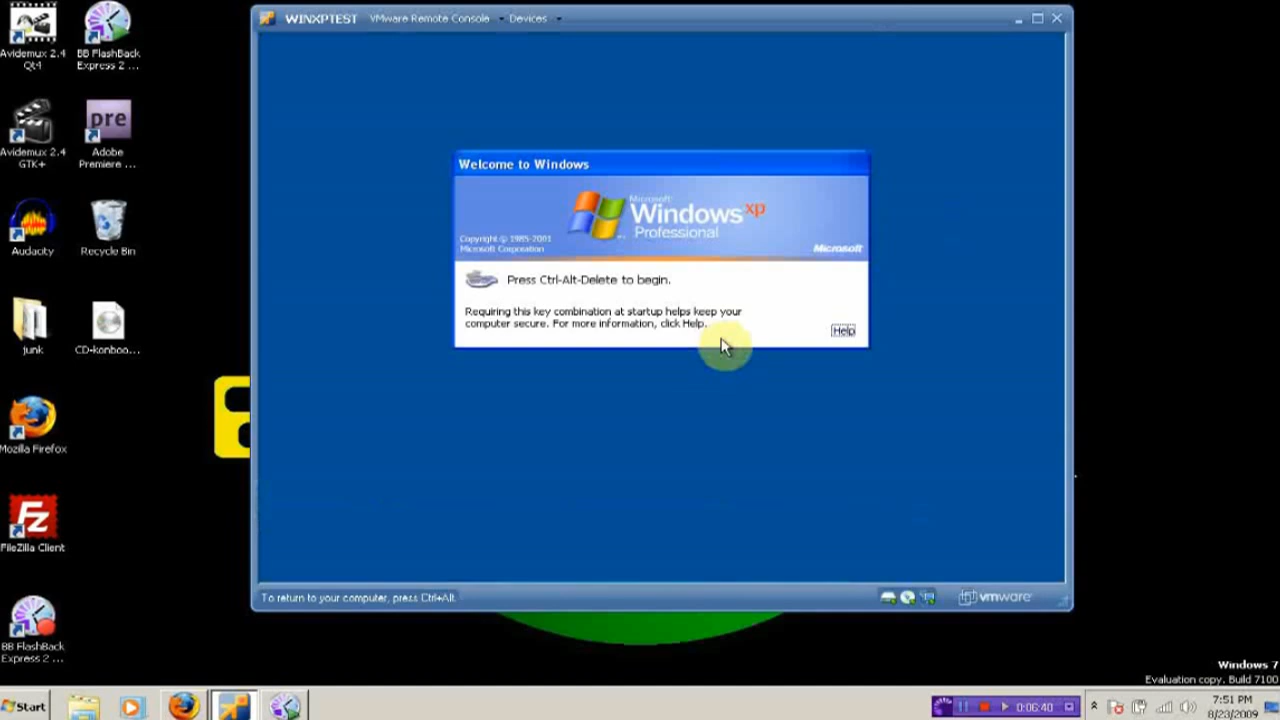 WINXPTEST VMware Remote Console Devices
Avidemux 2.4
Qt4
BB FlashBack
Express 2 ...
Avidemux 2.4
GTK+
pre
Adobe
Premiere ...
Audacity
Recycle Bin
junk
CD-konboo...
Mozilla Firefox
Fz
FileZilla Client
BB FlashBack
Express 2 ...
Welcome to Windows
Microsoft
Windows xp
Professional
Copyright © 1985-2001
Microsoft Corporation
Microsoft
Press Ctrl-Alt-Delete to begin.
Requiring this key combination at startup helps keep your
computer secure. For more information, click Help.
Help
To return to your computer, press Ctrl+Alt.
vmware
Windows 7
Evaluation copy. Build 7100
Start
0:06:40
7:51 PM
8/23/2009